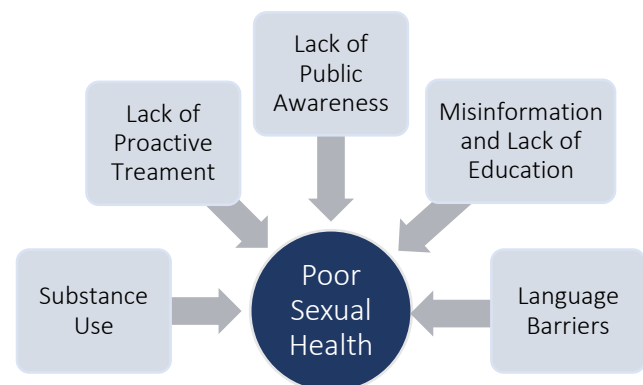 Lack of
Public
Awareness
Lack of
Proactive
Treament
Misinformation
and Lack of
Education
Substance
Use
Poor
Sexual
Health
Language
Barriers